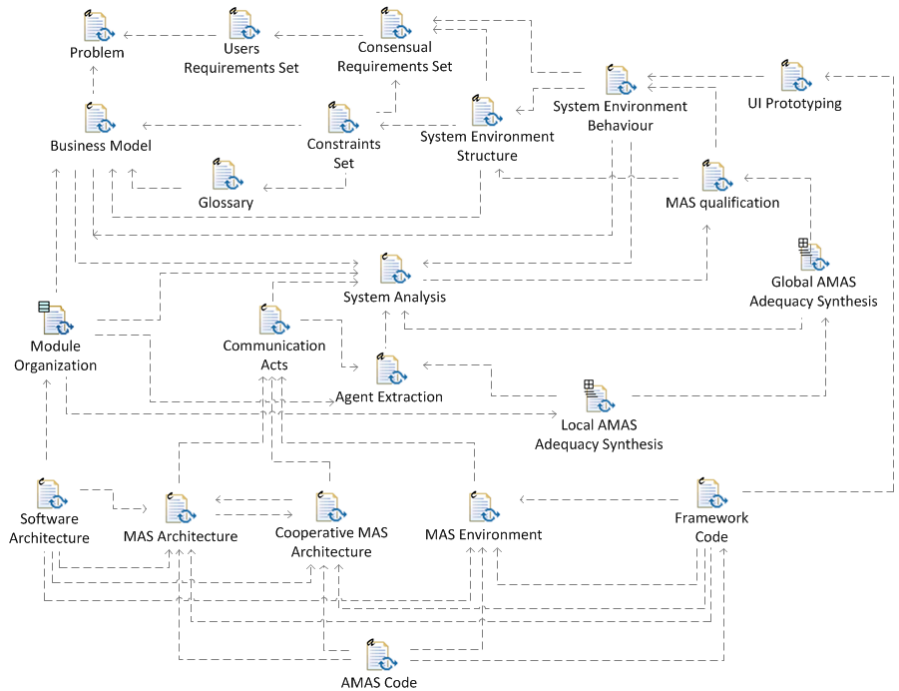 Problem
Users
Requirements Set
Consensual
Requirements Set
Business Model
Constraints
Set
System Environment
Structure
System Environment
Behaviour
UI Prototyping
Glossary
MAS qualification
System Analysis
Global AMAS
Adequacy Synthesis
Module
Organization
Communication
Acts
Agent Extraction
Local AMAS
Adequacy Synthesis
Software
Architecture
MAS Architecture
Cooperative MAS
Architecture
MAS Environment
Framework
Code
AMAS Code